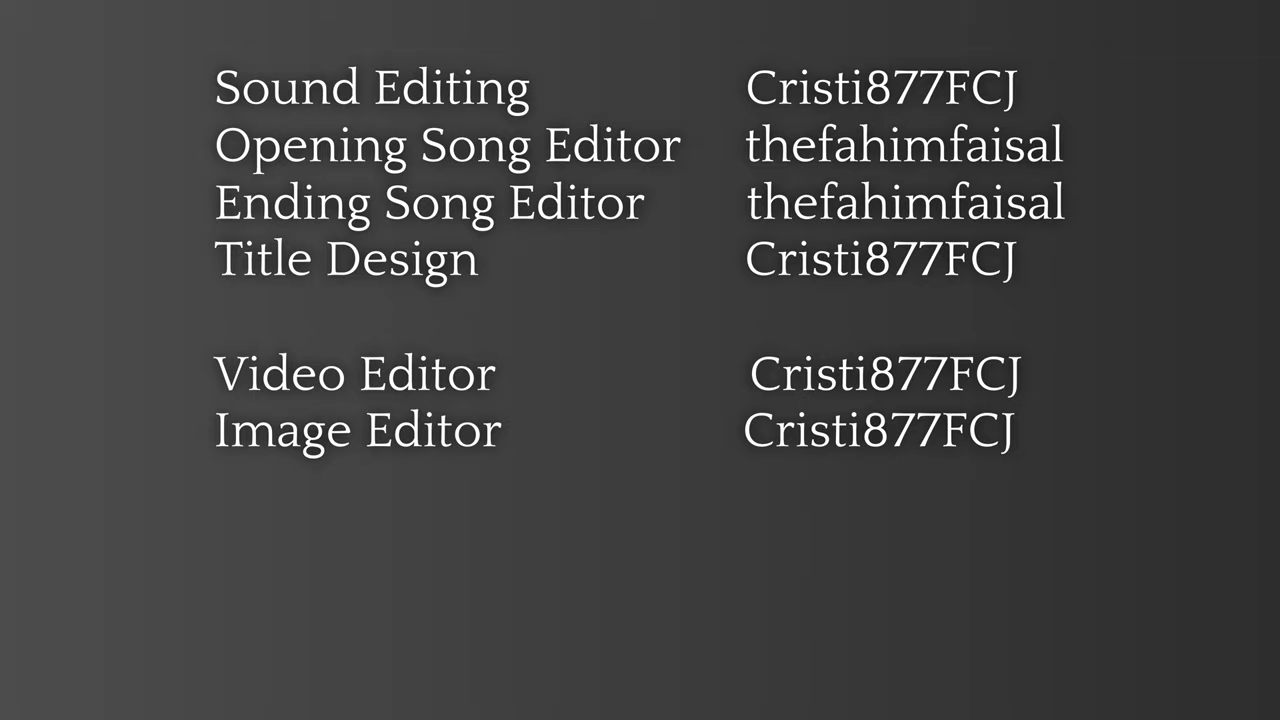 Sound Editing Cristi877FCJ
Opening Song Editor thefahimfaisal
Ending Song Editor thefahimfaisal
Title Design Cristi877FCJ
Video Editor Cristi877FCJ
Image Editor Cristi877FCJ